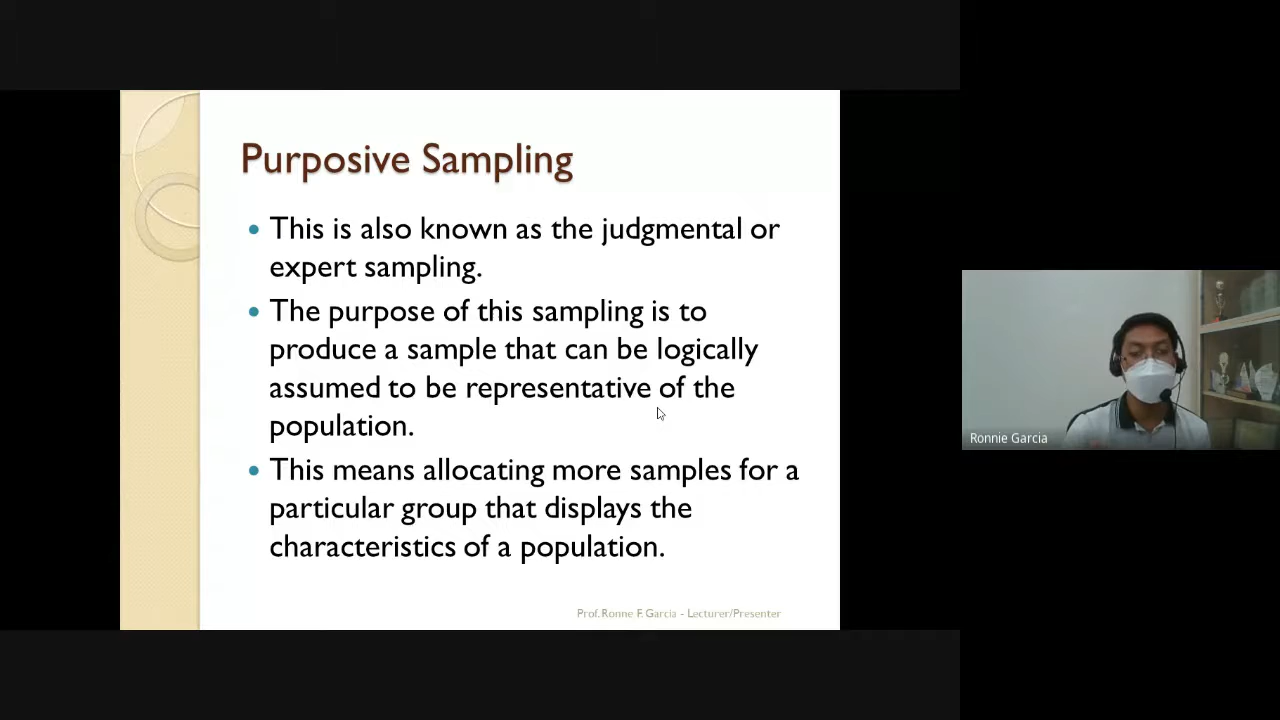 Purposive Sampling
This is also known as the judgmental or
expert sampling.
The purpose of this sampling is to
produce a sample that can be logically
assumed to be representative of the
population.
This means allocating more samples for a
particular group that displays the
characteristics of a population.
Prof. Ronne F. Garcia - Lecturer/Presenter
Ronnie Garcia